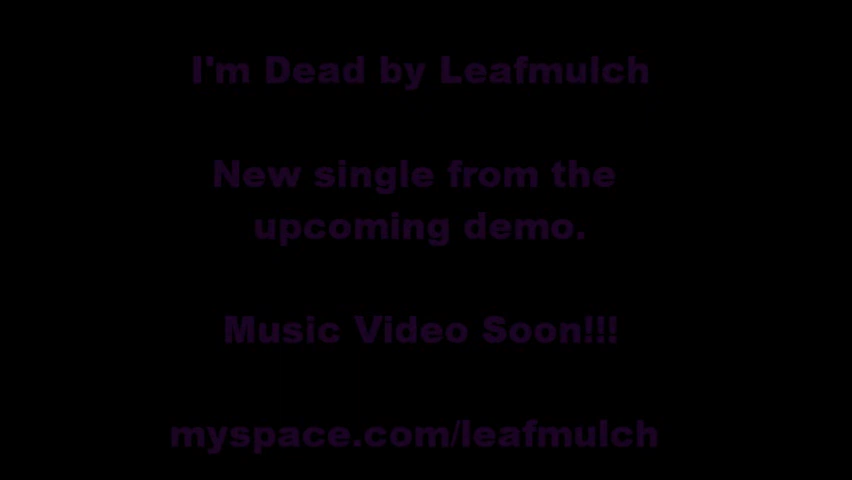 I'm Dead by Leafmulch
New single from the
upcoming demo.
Music Video Soon!!!
myspace.com/leafmulch